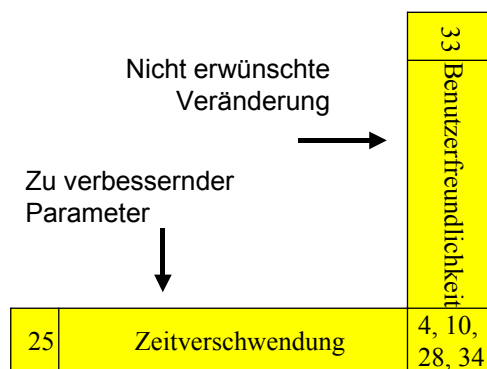 33
Benutzerfreundlichkeit
Nicht erwünschte
Veränderung
Zu verbessernder
Parameter
25
Zeitverschwendung
4, 10,
28, 34